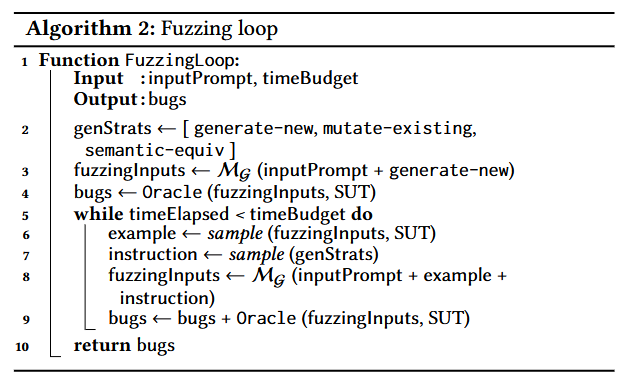 Algorithm 2: Fuzzing loop
1 Function FuzzingLoop:
Input : inputPrompt, timeBudget
Output: bugs
2 genStrats ← [ generate-new, mutate-existing,
semantic-equiv ]
3 fuzzingInputs ← 𝓜𝓖 (inputPrompt + generate-new)
4 bugs ← Oracle (fuzzingInputs, SUT)
5 while timeElapsed < timeBudget do
6 example ← sample (fuzzingInputs, SUT)
7 instruction ← sample (genStrats)
8 fuzzingInputs ← 𝓜𝓖 (inputPrompt + example +
instruction)
9 bugs ← bugs + Oracle (fuzzingInputs, SUT)
10 return bugs